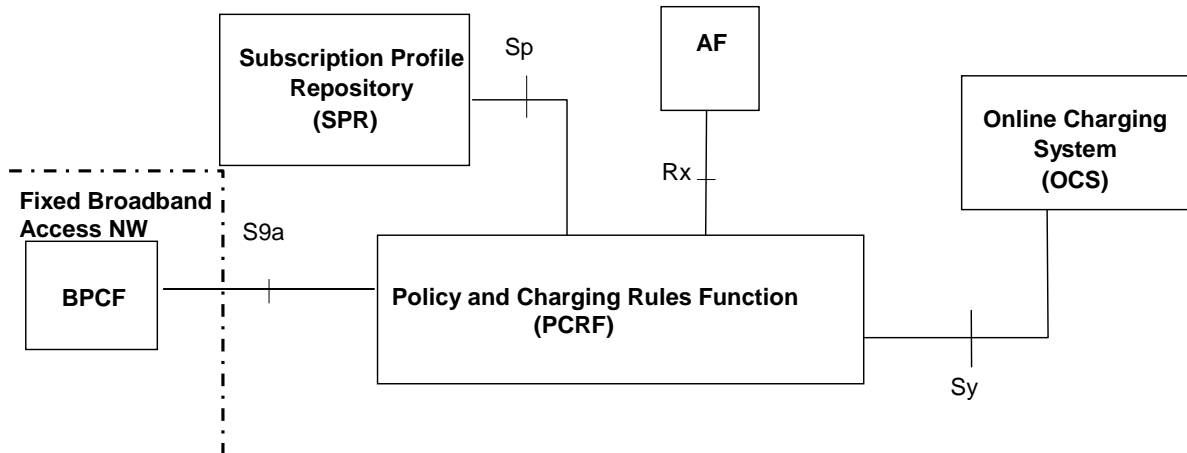 Subscription Profile
Repository
(SPR)
Sp
AF
Online Charging
System
(OCS)
Rx
Fixed Broadband
Access NW
S9a
BPCF
Policy and Charging Rules Function
(PCRF)
Sy